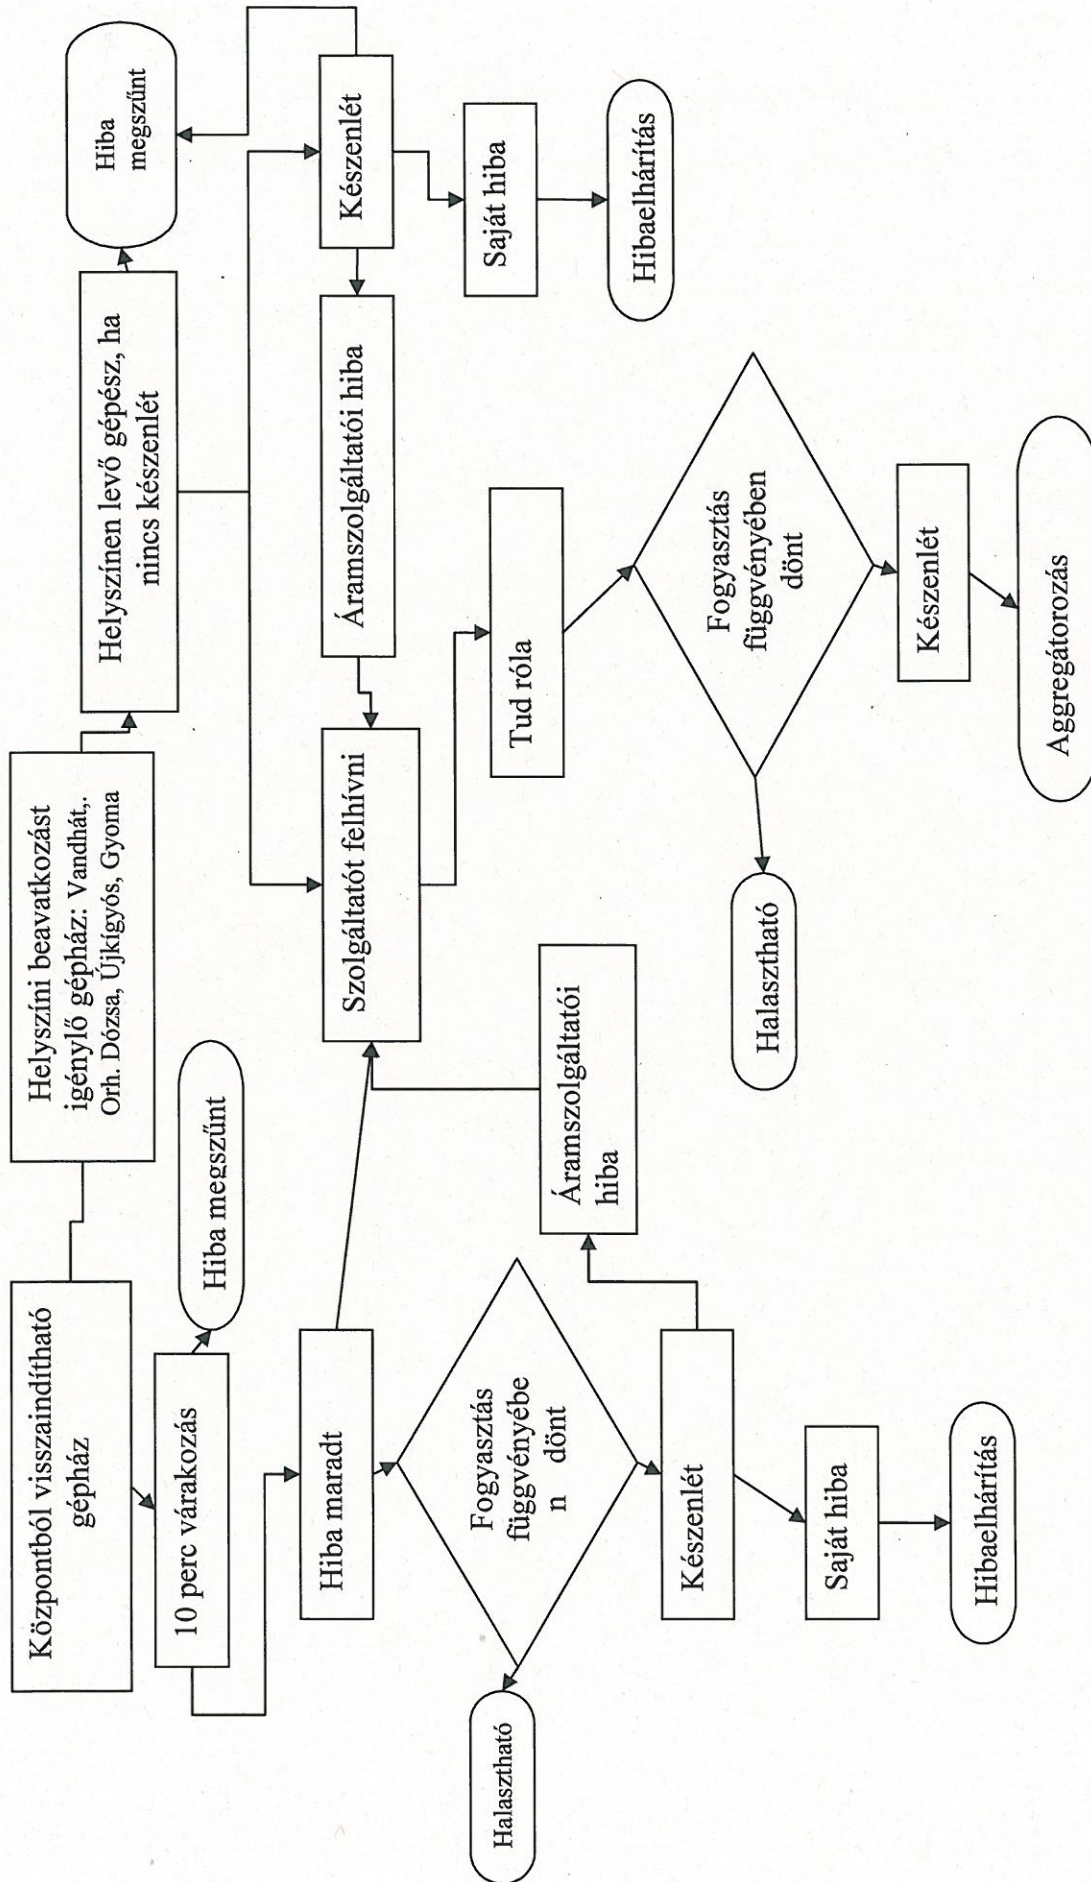 Központból visszaindítható
gépház
Helyszíni beavatkozást
igénylő gépház: Vandhát,.
Orh. Dózsa, Újkígyós, Gyoma
Helyszínen levő gépész, ha
nincs készenlét
Hiba
megszűnt
10 perc várakozás
Hiba megszűnt
Hiba maradt
Szolgáltatót felhívni
Áramszolgáltatói hiba
Készenlét
Fogyasztás
függvényébe
n dönt
Halasztható
Áramszolgáltatói
hiba
Tud róla
Saját hiba
Hibaelhárítás
Készenlét
Halasztható
Fogyasztás
függvényében
dönt
Saját hiba
Készenlét
Hibaelhárítás
Aggregátorozás